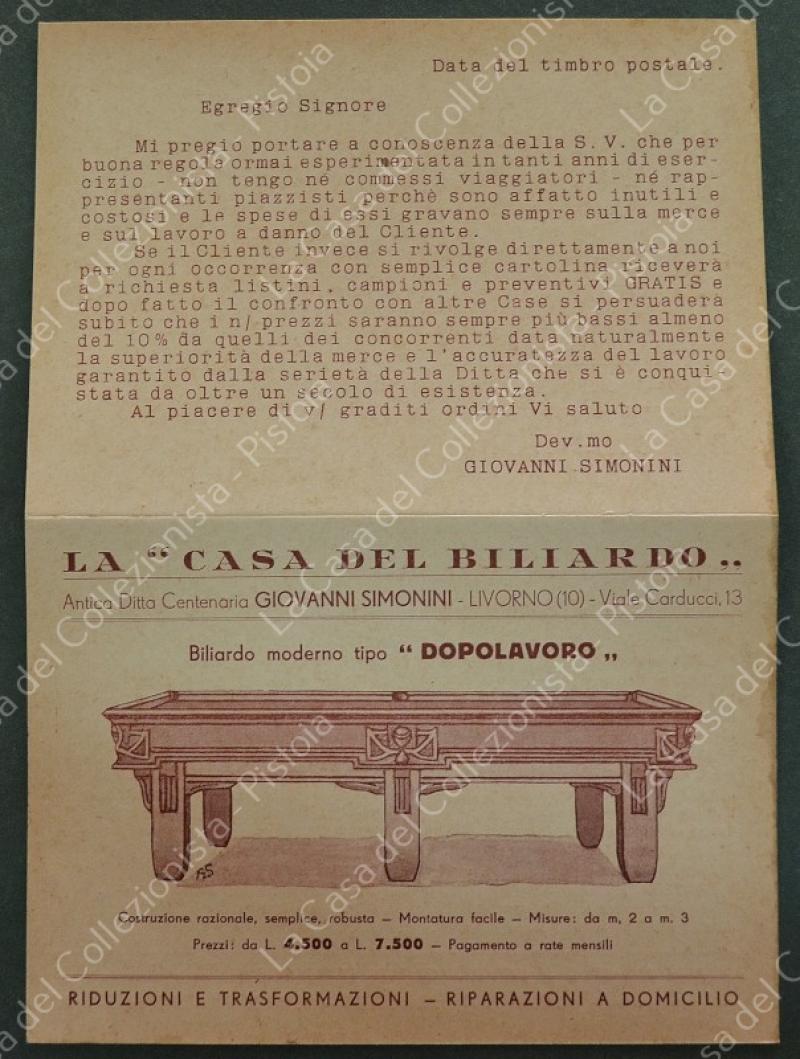 Data del timbro postale.
Egregio Signore
Mi pregio portare a conoscenza della S. V. che per
buona regola ormai esperimentata in tanti anni di eser-
cizio - non tengo né commessi viaggiatori - né rap-
presentanti piazzisti perchè sono affatto inutili e
costosi e le spese di essi gravano sempre sulla merce
e sul lavoro a danno del Cliente.
Se il Cliente invece si rivolge direttamente a noi
per ogni occorrenza con semplice cartolina riceverà
a richiesta listini, campioni e preventivi GRATIS e
dopo fatto il confronto con altre Case si persuaderà
subito che i n/ prezzi saranno sempre più bassi almeno
del 10% da quelli dei concorrenti data naturalmente
la superiorità della merce e l'accuratezza del lavoro
garantito dalla serietà della Ditta che si è conqui-
stata da oltre un secolo di esistenza.
Al piacere di v/ graditi ordini Vi saluto
Dev.mo
GIOVANNI SIMONINI
LA “ CASA DEL BILIARDO „
Antica Ditta Centenaria GIOVANNI SIMONINI - LIVORNO (10) - Viale Carducci, 13
Biliardo moderno tipo “ DOPOLAVORO „
Costruzione razionale, semplice, robusta — Montatura facile — Misure: da m, 2 a m. 3
Prezzi: da L. 4.500 a L. 7.500 — Pagamento a rate mensili
RIDUZIONI E TRASFORMAZIONI — RIPARAZIONI A DOMICILIO
La Casa del Collezionista - Pistoia